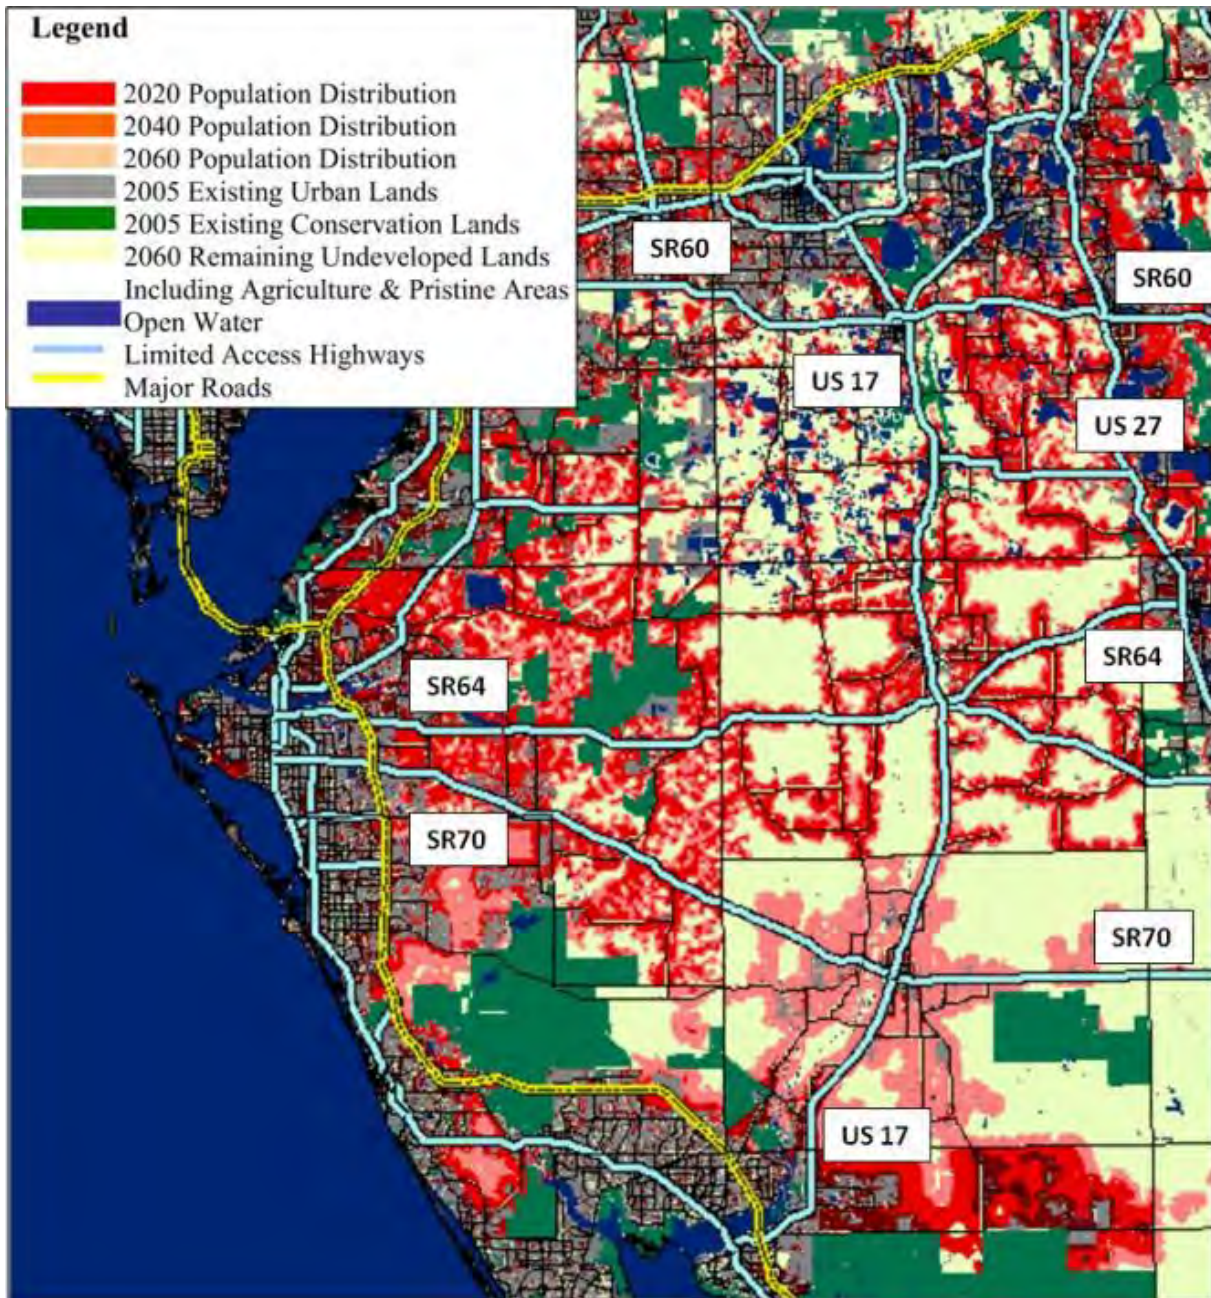 Legend
2020 Population Distribution
2040 Population Distribution
2060 Population Distribution
2005 Existing Urban Lands
2005 Existing Conservation Lands
2060 Remaining Undeveloped Lands
Including Agriculture & Pristine Areas
Open Water
Limited Access Highways
Major Roads
SR60
SR60
US 17
US 27
SR64
SR64
SR70
SR70
US 17